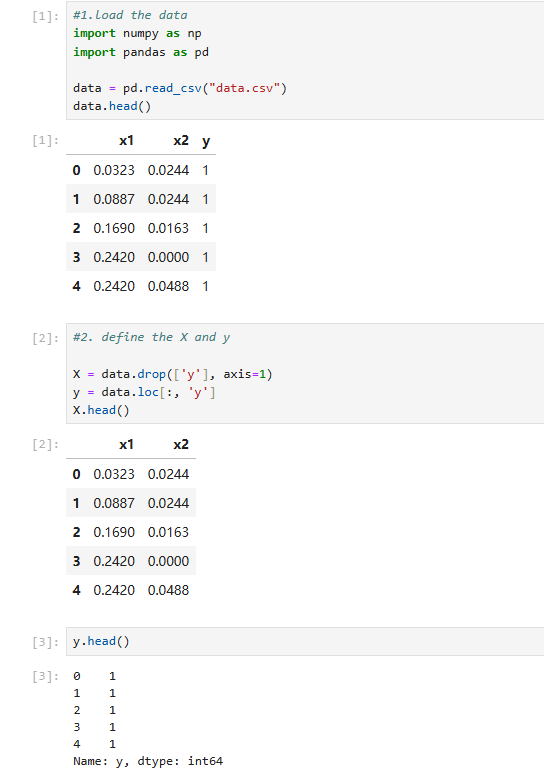 [1]: #1.load the data
import numpy as np
import pandas as pd
data = pd.read_csv("data.csv")
data.head()
[1]: x1 x2 y
0 0.0323 0.0244 1
1 0.0887 0.0244 1
2 0.1690 0.0163 1
3 0.2420 0.0000 1
4 0.2420 0.0488 1
[2]: #2. define the X and y
X = data.drop(['y'], axis=1)
y = data.loc[:, 'y']
X.head()
[2]: x1 x2
0 0.0323 0.0244
1 0.0887 0.0244
2 0.1690 0.0163
3 0.2420 0.0000
4 0.2420 0.0488
[3]: y.head()
[3]: 0 1
1 1
2 1
3 1
4 1
Name: y, dtype: int64